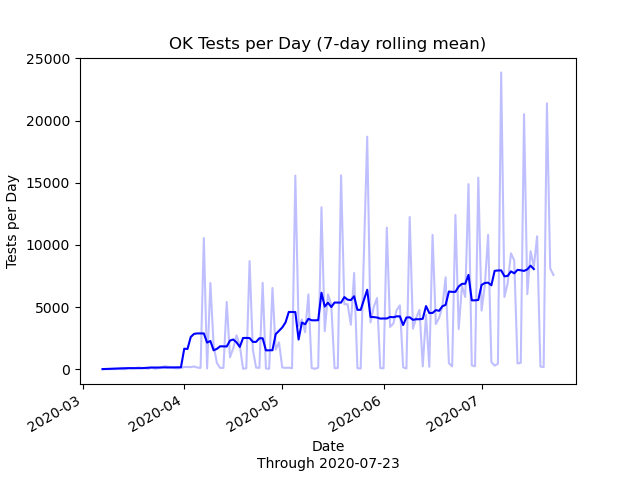 OK Tests per Day (7-day rolling mean)
25000
20000
15000
10000
5000
0
Tests per Day
2020-03
2020-04
2020-05
2020-06
2020-07
Date
Through 2020-07-23